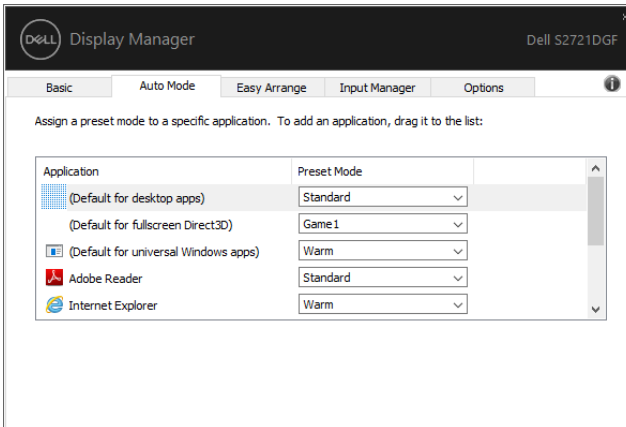 DELL Display Manager Dell S2721DGF
Basic Auto Mode Easy Arrange Input Manager Options
Assign a preset mode to a specific application. To add an application, drag it to the list:
Application Preset Mode
(Default for desktop apps) Standard
(Default for fullscreen Direct3D) Game1
(Default for universal Windows apps) Warm
Adobe Reader Standard
Internet Explorer Warm